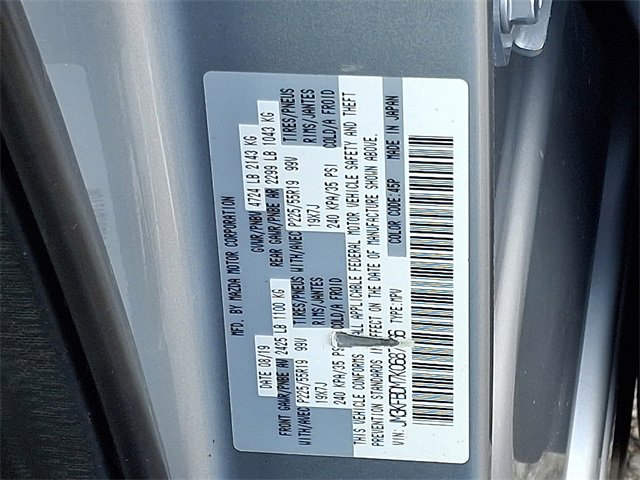 MFD. BY MAZDA MOTOR CORPORATION
DATE 08/19 GVWR/PNBV 4724 LB 2143 KG
FRONT GAWR/PNBE AV 2425 LB 1100 KG REAR GAWR/PNBE AR 2299 LB 1043 KG
WITH/AVEC P225/55R19 99V TIRES/PNEUS WITH/AVEC P225/55R19 99V TIRES/PNEUS
19X7J RIMS/JANTES 19X7J RIMS/JANTES
240 KPA/35 PSI COLD/A FROID 240 KPA/35 PSI COLD/A FROID
THIS VEHICLE CONFORMS ALL APPLICABLE FEDERAL MOTOR VEHICLE SAFETY AND THEFT
PREVENTION STANDARDS IN EFFECT ON THE DATE OF MANUFACTURE SHOWN ABOVE.
COLOR CODE:45P MADE IN JAPAN
VIN: TYPE:MPV